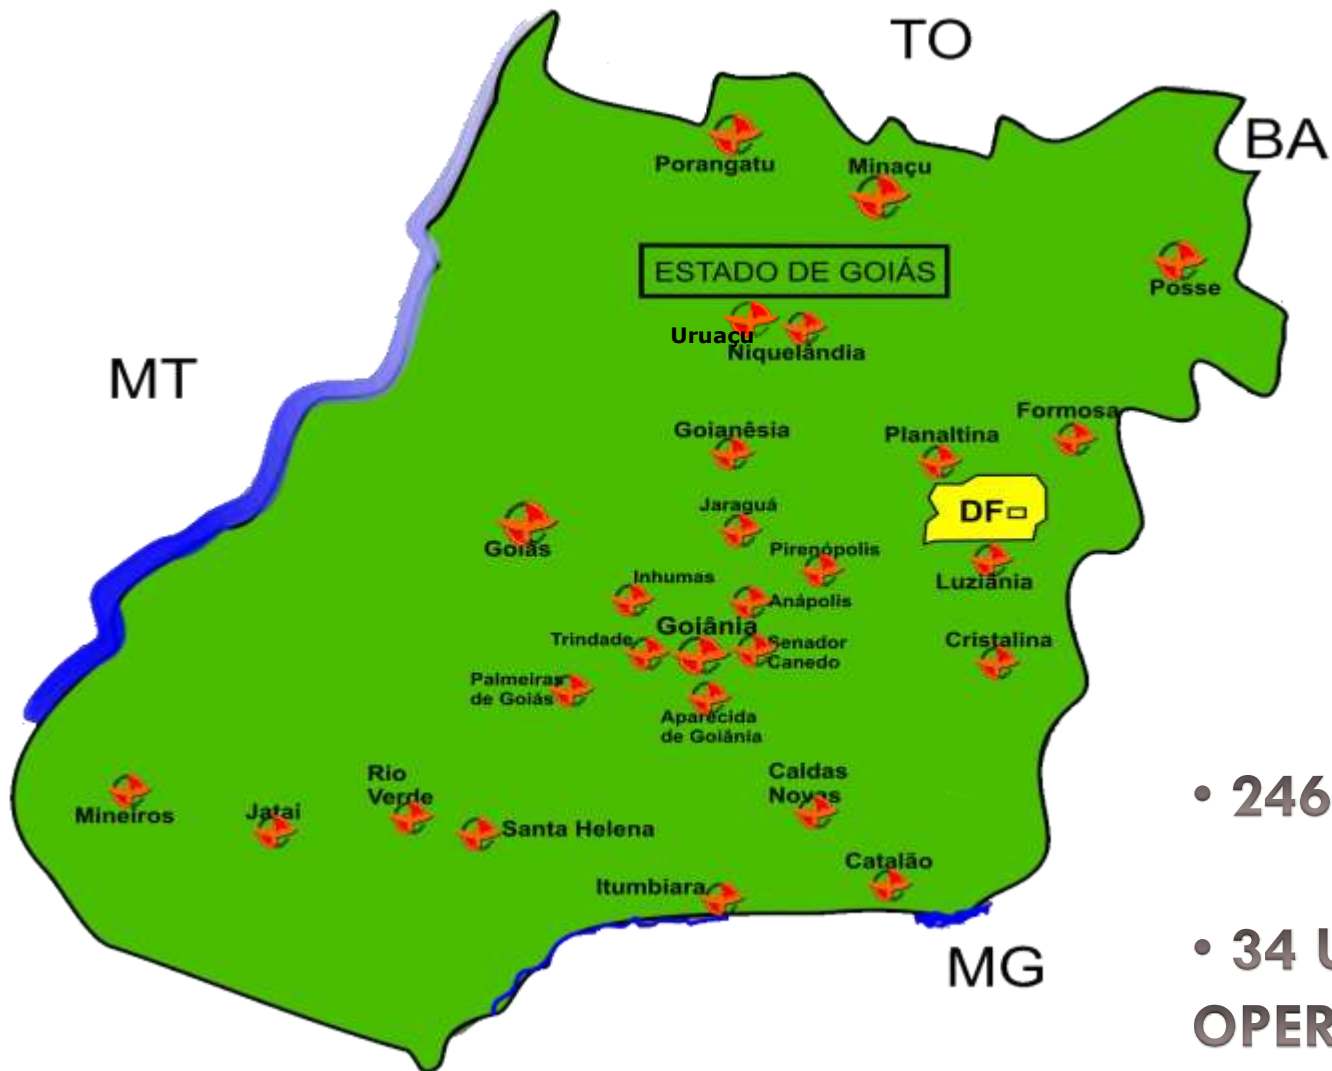 TO
BA
Porangatu
Minaçu
ESTADO DE GOIÁS
Posse
Uruaçu
Niquelândia
MT
Formosa
Goianêsia
Planaltina
Jaraguá
DF
Goiás
Pirenópolis
Inhumas
Luziânia
Anápolis
Goiânia
Trindade
Senador
Canedo
Cristalina
Palmeiras
de Goiás
Aparecida
de Goiânia
Rio
Verde
Caldas
Novas
Mineiros
Jatai
Santa Helena
• 246
Catalão
Itumbiara
MG
• 34 U
OPER